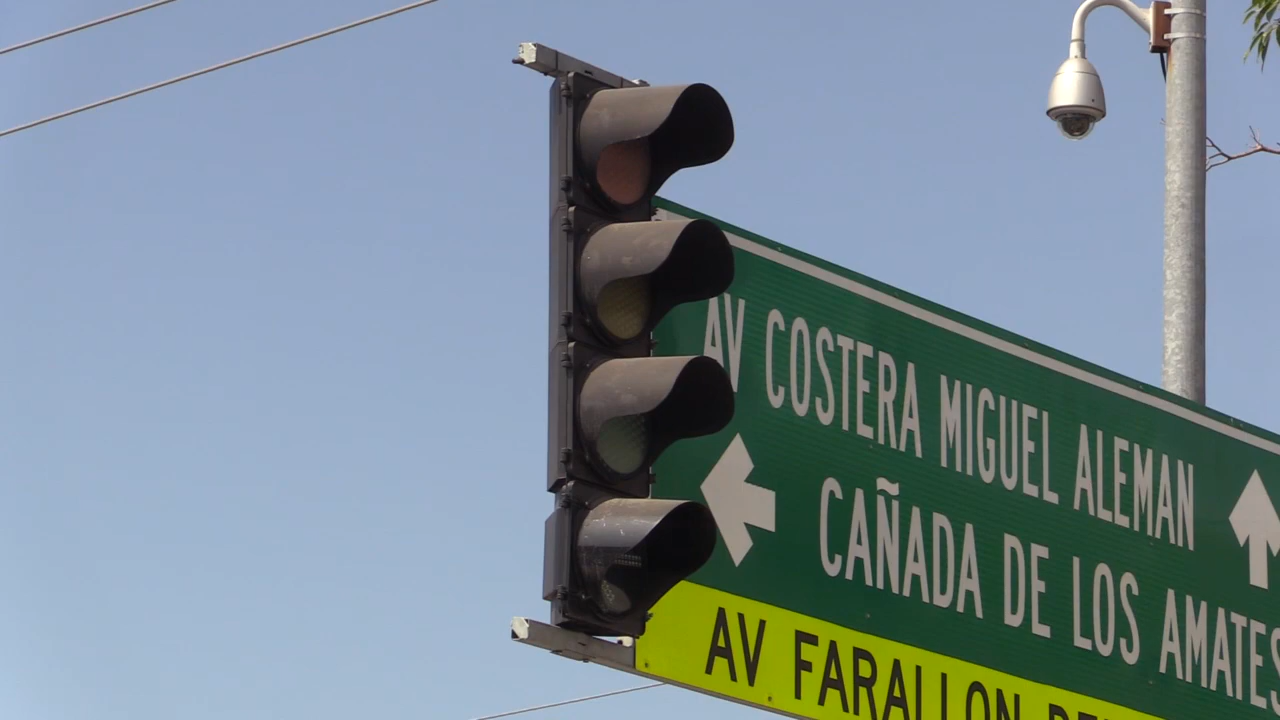 AV COSTERA MIGUEL ALEMAN
CAÑADA DE LOS AMATES
AV FARALLON